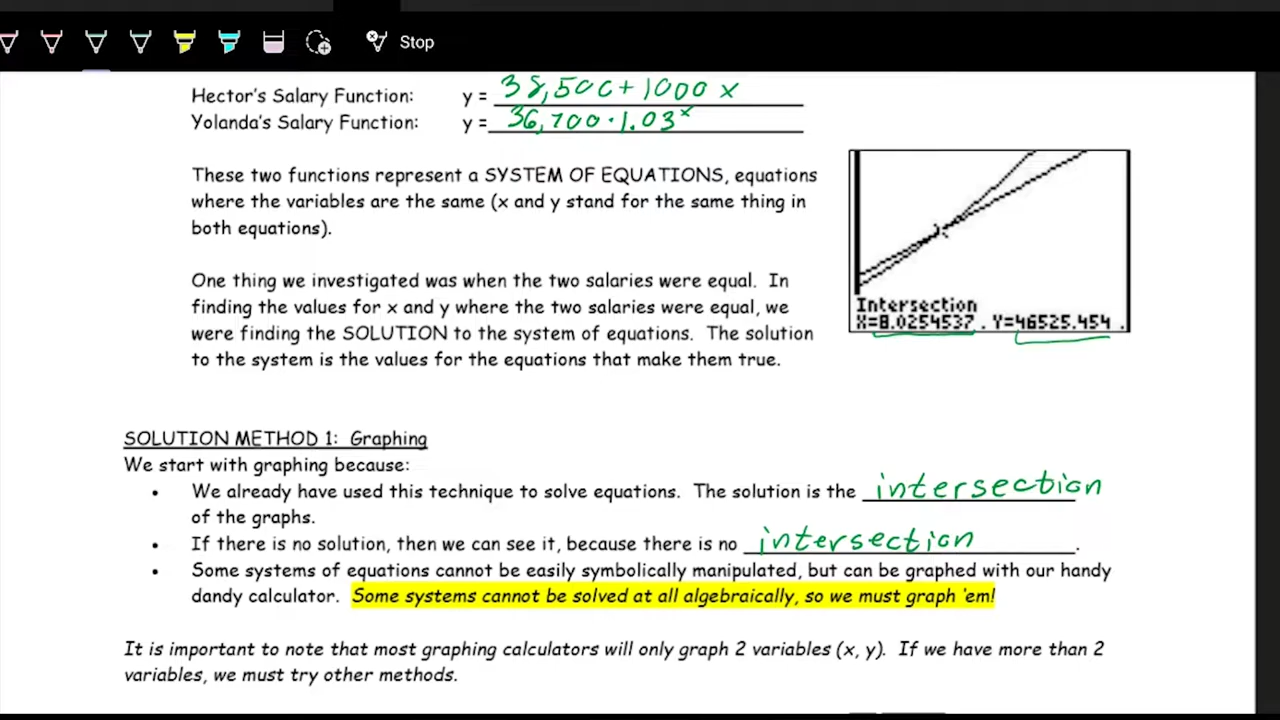 Stop
Hector's Salary Function: y = 38,500 + 1000 x
Yolanda's Salary Function: y = 36,700 · 1.03^x
These two functions represent a SYSTEM OF EQUATIONS, equations
where the variables are the same (x and y stand for the same thing in
both equations).
One thing we investigated was when the two salaries were equal. In
finding the values for x and y where the two salaries were equal, we
were finding the SOLUTION to the system of equations. The solution
to the system is the values for the equations that make them true.
Intersection
X=8.0254537 . Y=46525.454 .
SOLUTION METHOD 1: Graphing
We start with graphing because:
• We already have used this technique to solve equations. The solution is the intersection
of the graphs.
• If there is no solution, then we can see it, because there is no intersection.
• Some systems of equations cannot be easily symbolically manipulated, but can be graphed with our handy
dandy calculator. Some systems cannot be solved at all algebraically, so we must graph 'em!
It is important to note that most graphing calculators will only graph 2 variables (x, y). If we have more than 2
variables, we must try other methods.